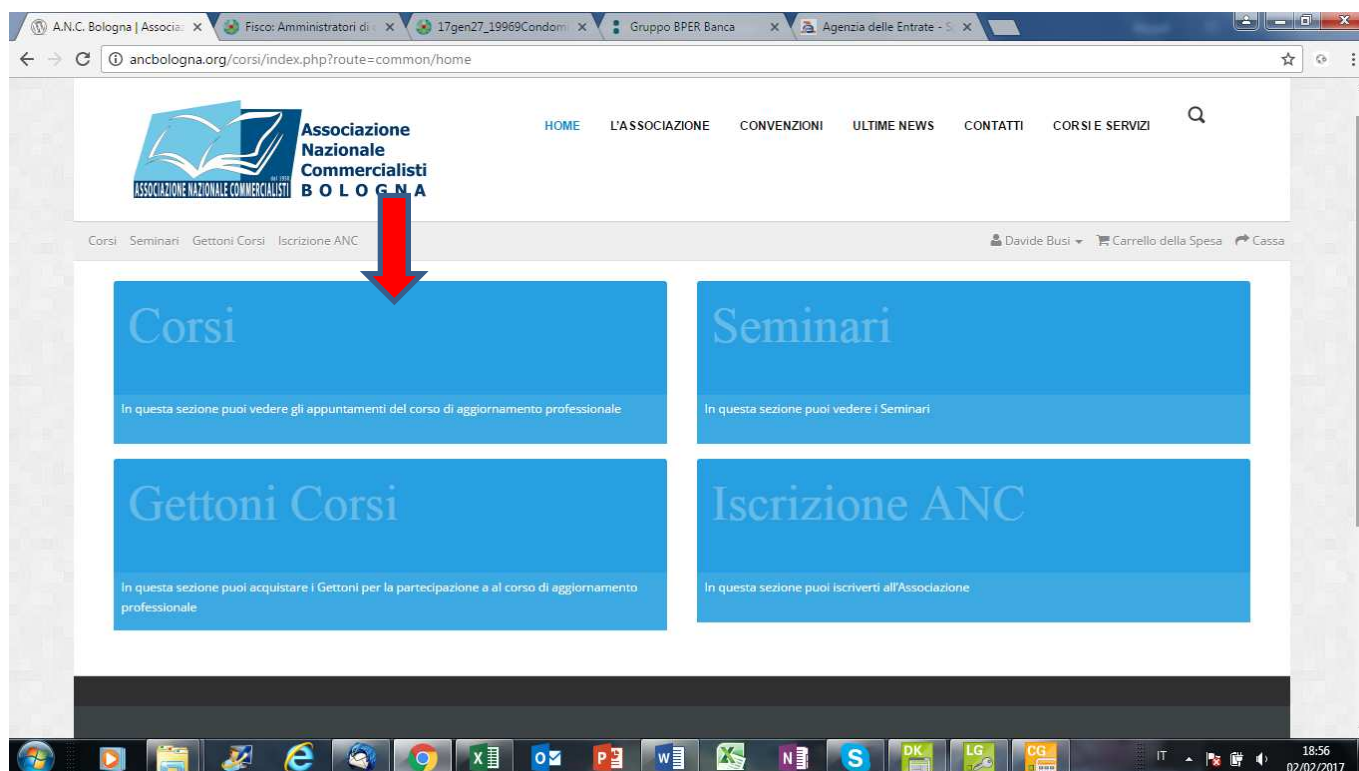 A.N.C. Bologna | Associa
Fisco: Amministratori di
17gen27_19969Condom
Gruppo BPER Banca
Agenzia delle Entrate - S
ancbologna.org/corsi/index.php?route=common/home
Associazione
Nazionale
Commercialisti
BOLOGNA
ASSOCIAZIONE NAZIONALE COMMERCIALISTI
HOME L'ASSOCIAZIONE CONVENZIONI ULTIME NEWS CONTATTI CORSI E SERVIZI
Corsi Seminari Gettoni Corsi Iscrizione ANC
Davide Busi Carrello della Spesa Cassa
Corsi
In questa sezione puoi vedere gli appuntamenti del corso di aggiornamento professionale
Seminari
In questa sezione puoi vedere i Seminari
Gettoni Corsi
In questa sezione puoi acquistare i Gettoni per la partecipazione a al corso di aggiornamento
professionale
Iscrizione ANC
In questa sezione puoi iscriverti all'Associazione
DK
LG
CG
IT
18:56
02/02/2017